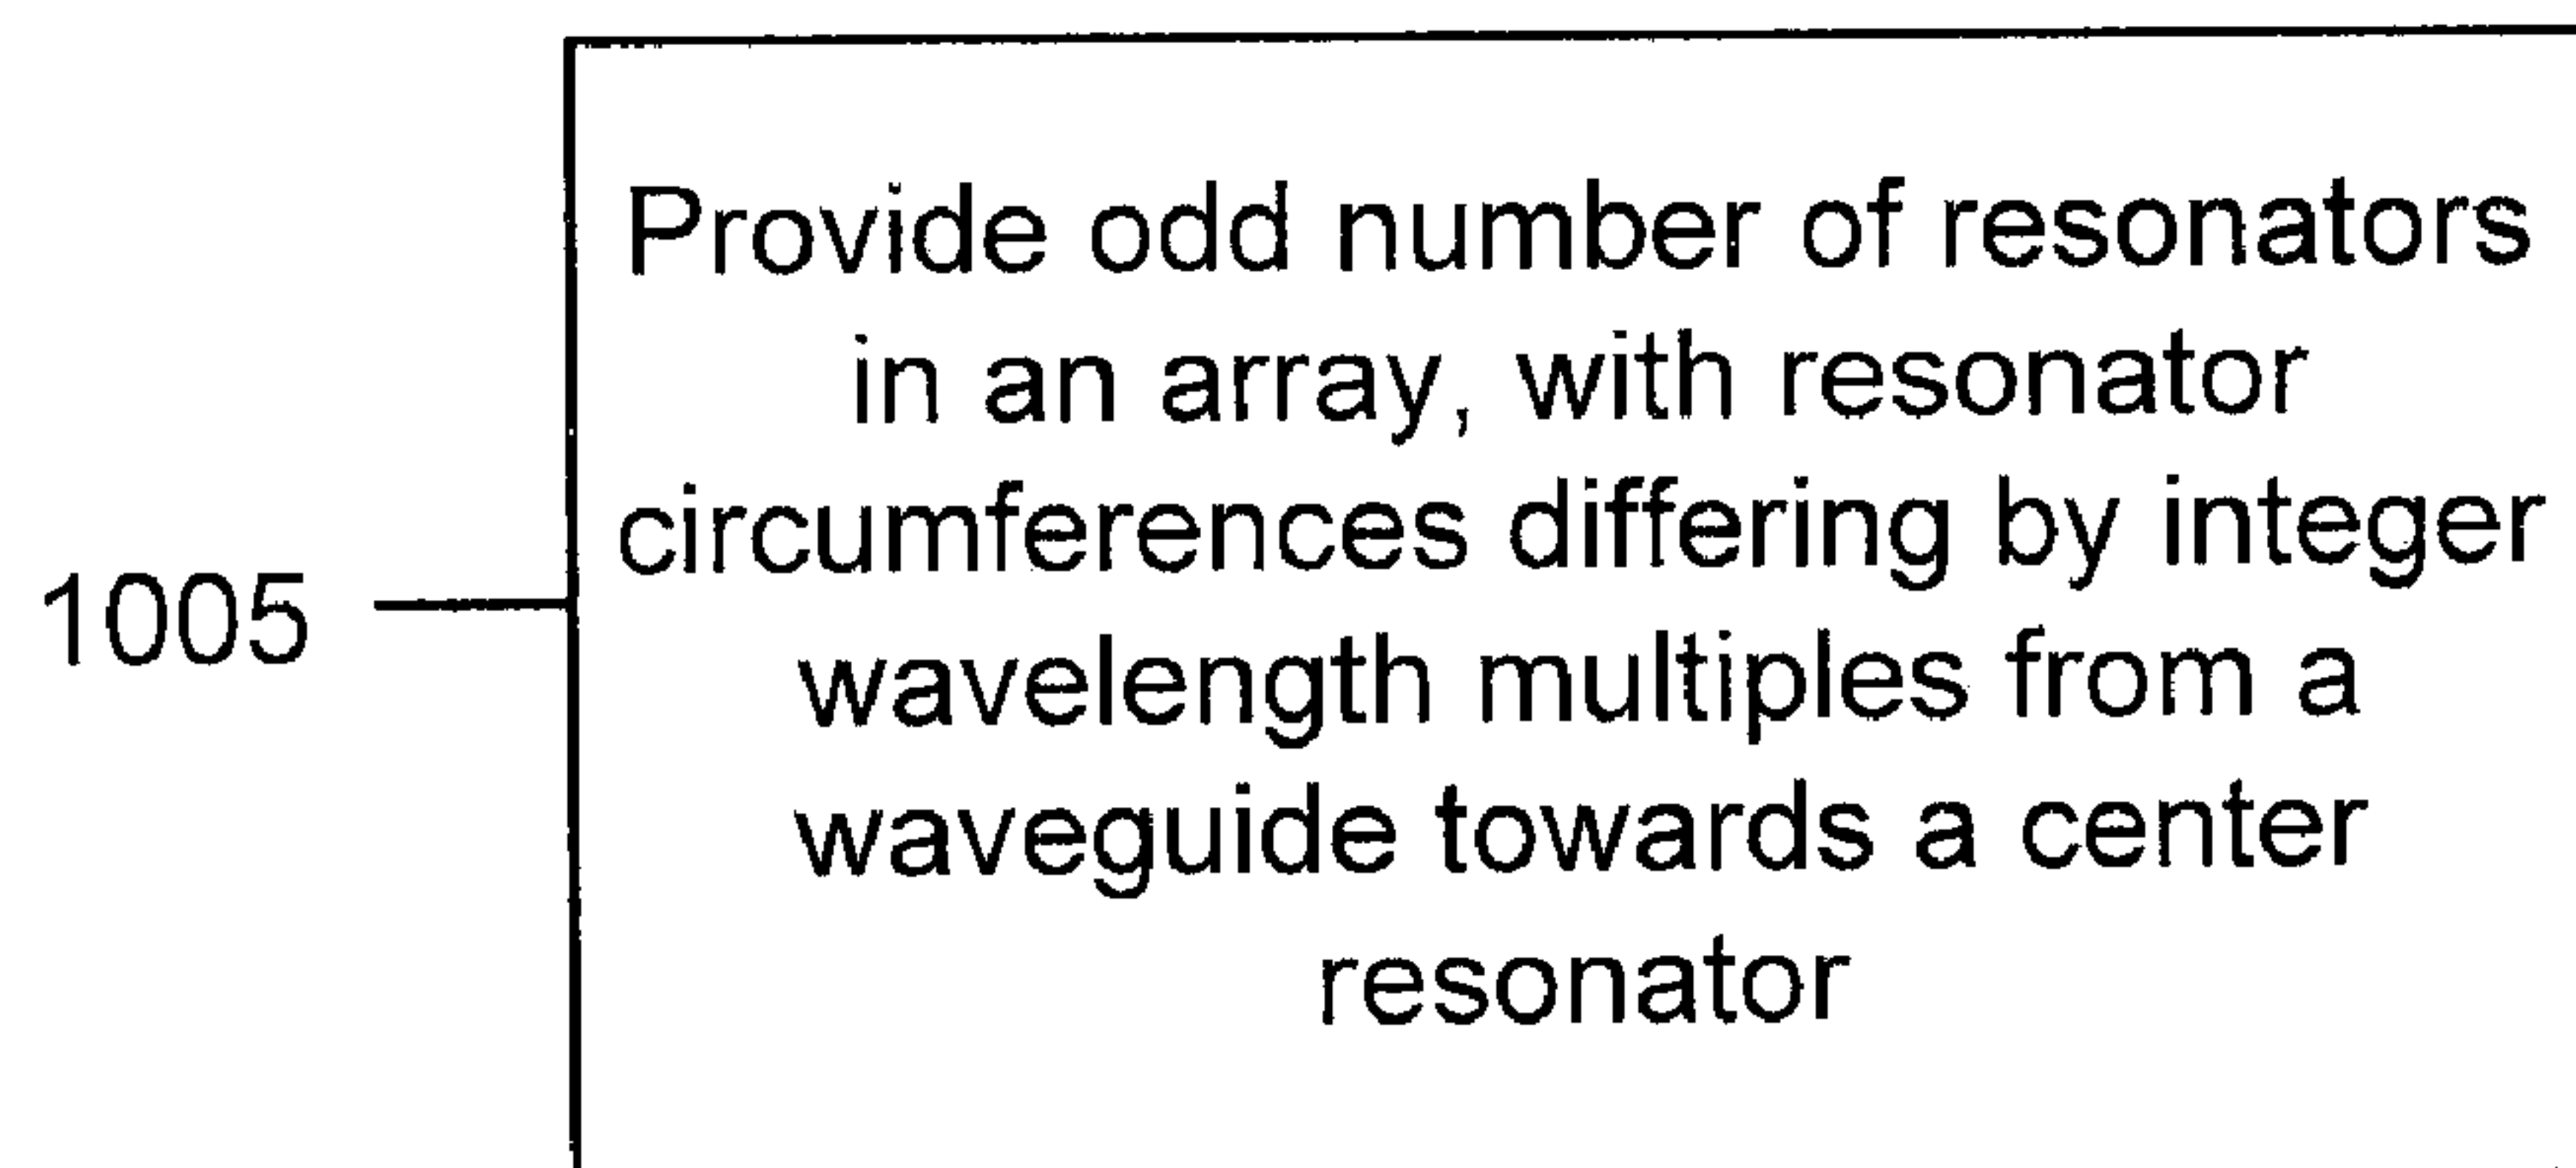 Provide odd number of resonators
in an array, with resonator
circumferences differing by integer
1005
wavelength multiples from a
waveguide towards a center
resonator